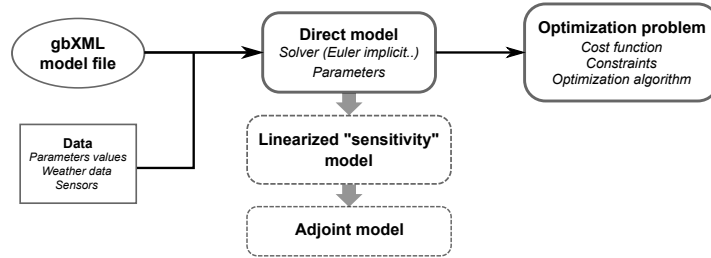 gbXML
model file
Direct model
Solver (Euler implicit..)
Parameters
Optimization problem
Cost function
Constraints
Optimization algorithm
Data
Parameters values
Weather data
Sensors
Linearized "sensitivity"
model
Adjoint model